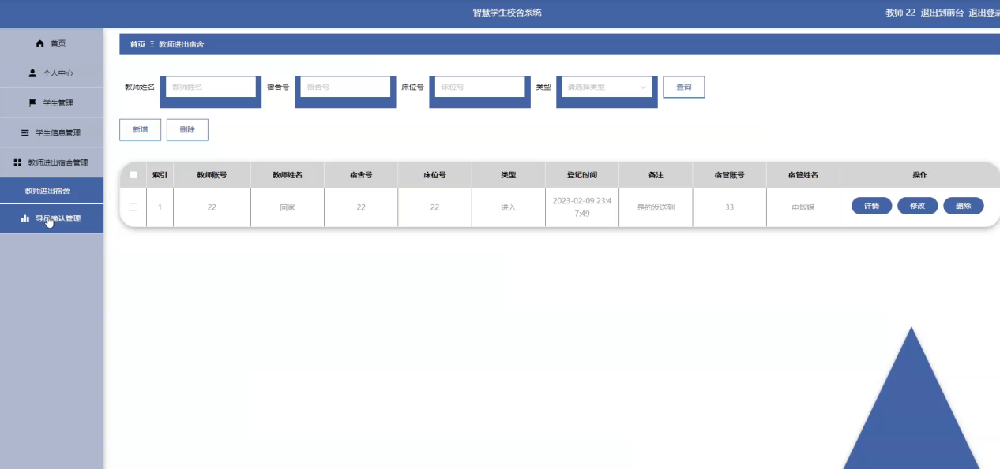 智慧学生校舍系统
教师 22 退出到前台 退出登录
首页
个人中心
学生管理
学生信息管理
教师进出宿舍管理
教师进出宿舍
确认管理
首页 Ξ 教师进出宿舍
教师姓名 教师姓名 宿舍号 宿舍号 床位号 床位号 类型 请选择类型 查询
新增 删除
索引 教师账号 教师姓名 宿舍号 床位号 类型 登记时间 备注 宿管账号 宿管姓名 操作
1 22 回家 22 22 进入 2023-02-09 23:4 是的发送到 33 电饭锅 详情 修改 删除
7:49